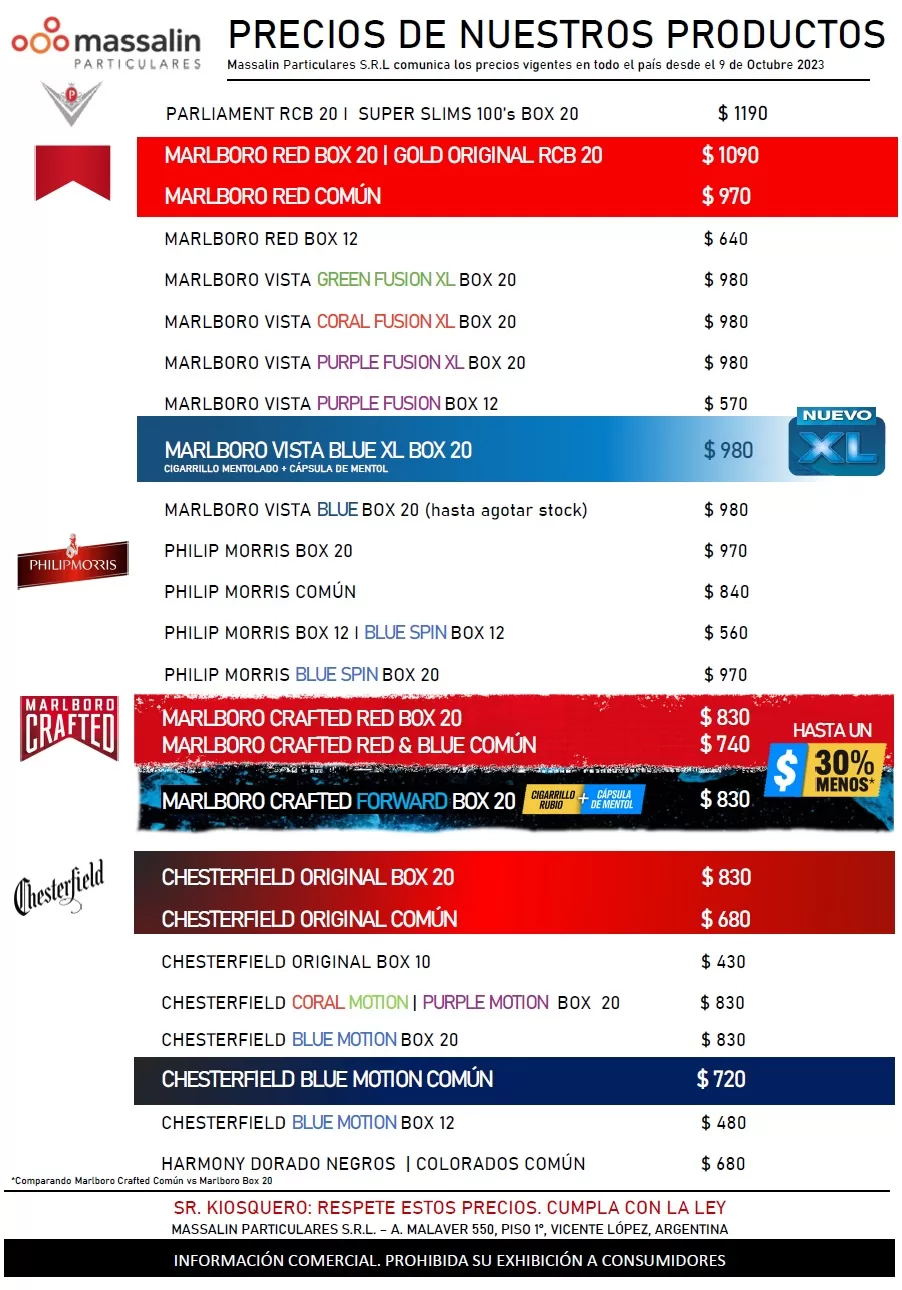 massalin
PARTICULARES
PRECIOS DE NUESTROS PRODUCTOS
Massalin Particulares S.R.L comunica los precios vigentes en todo el país desde el 9 de Octubre 2023
P
PARLIAMENT RCB 20 I SUPER SLIMS 100's BOX 20 $ 1190
MARLBORO RED BOX 20 | GOLD ORIGINAL RCB 20 $ 1090
MARLBORO RED COMÚN $ 970
MARLBORO RED BOX 12 $ 640
MARLBORO VISTA GREEN FUSION XL BOX 20 $ 980
MARLBORO VISTA CORAL FUSION XL BOX 20 $ 980
MARLBORO VISTA PURPLE FUSION XL BOX 20 $ 980
MARLBORO VISTA PURPLE FUSION BOX 12 $ 570
MARLBORO VISTA BLUE XL BOX 20 $ 980
CIGARRILLO MENTOLADO + CÁPSULA DE MENTOL
NUEVO
XL
MARLBORO VISTA BLUE BOX 20 (hasta agotar stock) $ 980
PHILIP MORRIS BOX 20 $ 970
PHILIPMORRIS
PHILIP MORRIS COMÚN $ 840
PHILIP MORRIS BOX 12 I BLUE SPIN BOX 12 $ 560
PHILIP MORRIS BLUE SPIN BOX 20 $ 970
MARLBORO
CRAFTED
MARLBORO CRAFTED RED BOX 20 $ 830
MARLBORO CRAFTED RED & BLUE COMÚN $ 740
HASTA UN
$ 30%
MENOS*
MARLBORO CRAFTED FORWARD BOX 20 CIGARRILLO RUBIO + CÁPSULA DE MENTOL $ 830
Chesterfield
CHESTERFIELD ORIGINAL BOX 20 $ 830
CHESTERFIELD ORIGINAL COMÚN $ 680
CHESTERFIELD ORIGINAL BOX 10 $ 430
CHESTERFIELD CORAL MOTION | PURPLE MOTION BOX 20 $ 830
CHESTERFIELD BLUE MOTION BOX 20 $ 830
CHESTERFIELD BLUE MOTION COMÚN $ 720
CHESTERFIELD BLUE MOTION BOX 12 $ 480
HARMONY DORADO NEGROS | COLORADOS COMÚN $ 680
*Comparando Marlboro Crafted Común vs Marlboro Box 20
SR. KIOSQUERO: RESPETE ESTOS PRECIOS. CUMPLA CON LA LEY
MASSALIN PARTICULARES S.R.L. – A. MALAVER 550, PISO 1º, VICENTE LÓPEZ, ARGENTINA
INFORMACIÓN COMERCIAL. PROHIBIDA SU EXHIBICIÓN A CONSUMIDORES